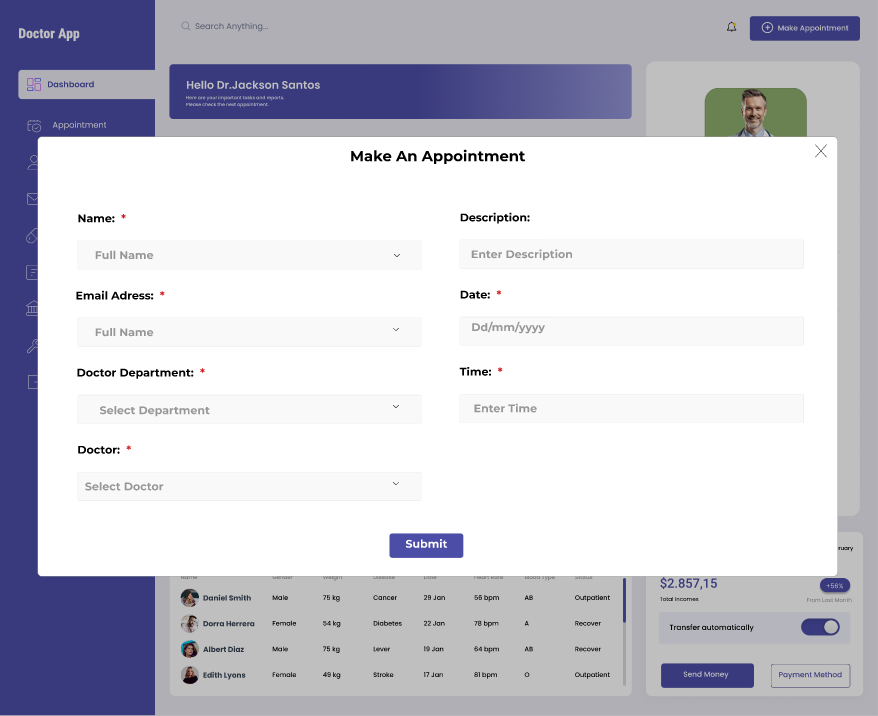 Doctor App
Search Anything...
Make Appointment
Dashboard
Hello Dr.Jackson Santos
Here are your important tasks and reports.
Please check the next appointment.
Appointment
Make An Appointment
Name: *
Description:
Full Name
Enter Description
Email Adress: *
Date: *
Full Name
Dd/mm/yyyy
Doctor Department: *
Time: *
Select Department
Enter Time
Doctor: *
Select Doctor
Submit
ruary
Name Gender Weight Disease Date Heart Rate Blood Type Status
$2.857,15
+56%
Total Incomes
From Last Month
Daniel Smith Male 75 kg Cancer 29 Jan 56 bpm AB Outpatient
Dorra Herrera Female 54 kg Diabetes 22 Jan 78 bpm A Recover
Transfer automatically
Albert Diaz Male 75 kg Lever 19 Jan 64 bpm AB Recover
Edith Lyons Female 49 kg Stroke 17 Jan 81 bpm O Outpatient
Send Money
Payment Method